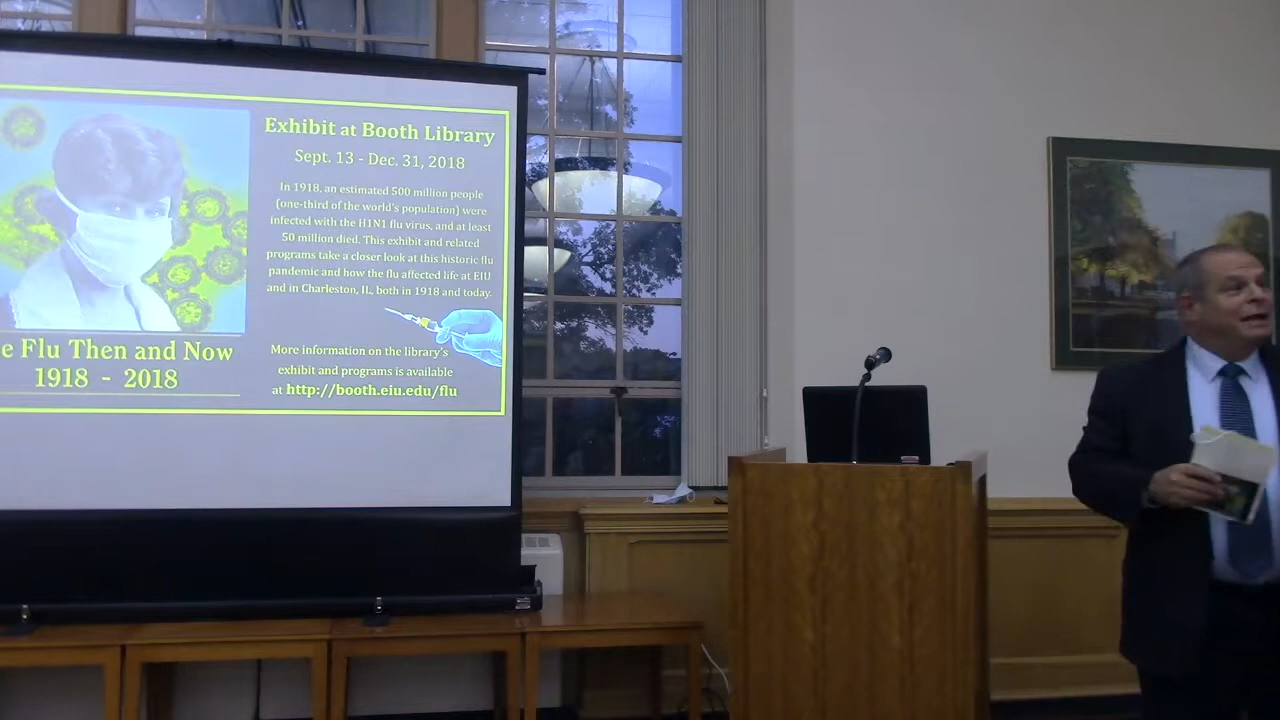 Exhibit at Booth Library
Sept. 13 - Dec. 31, 2018
In 1918, an estimated 500 million people
(one-third of the world's population) were
infected with the H1N1 flu virus, and at least
50 million died. This exhibit and related
programs take a closer look at this historic flu
pandemic and how the flu affected life at EIU
and in Charleston, IL, both in 1918 and today.
e Flu Then and Now
1918 - 2018
More information on the library's
exhibit and programs is available
at http://booth.eiu.edu/flu